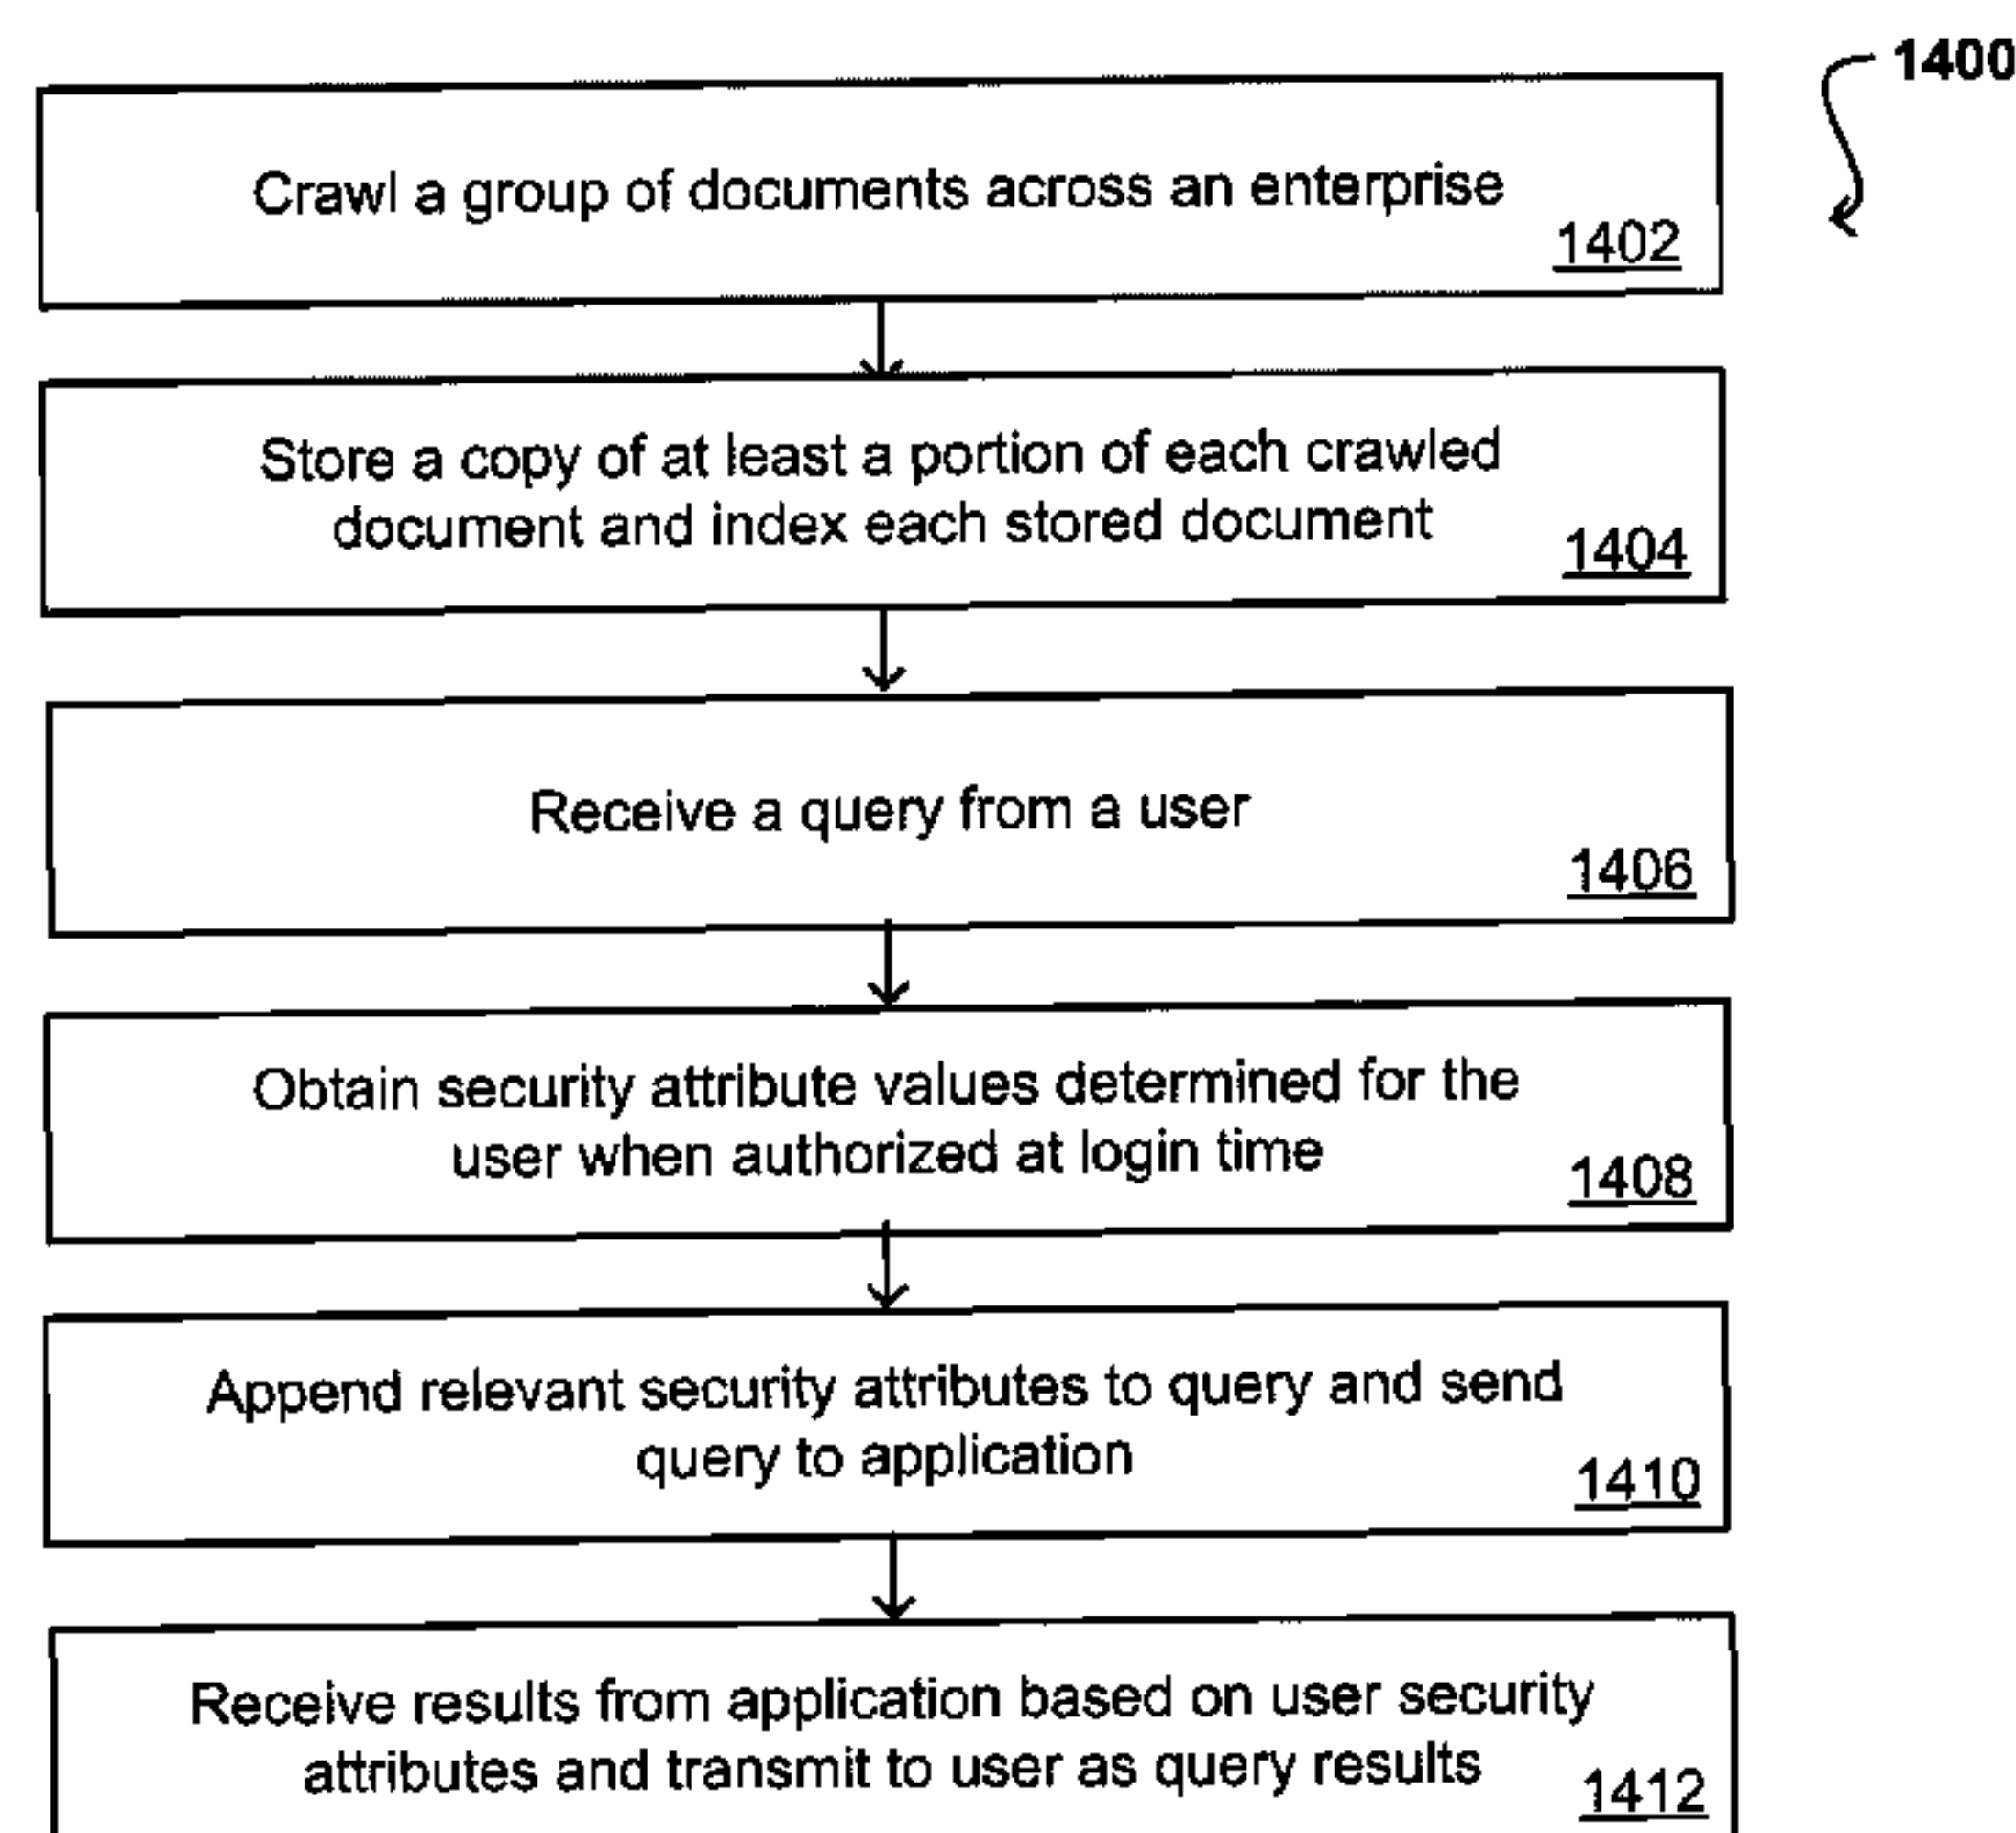 1400
Crawl a group of documents across an enterprise
1402
Store a copy of at least a portion of each crawled
document and index each stored document
1404
Receive a query from a user
1406
Obtain security attribute values determined for the
user when authorized at login time
1408
Append relevant security attributes to query and send
query to application
1410
Receive results from application based on user security
attributes and transmit to user as query results
1412